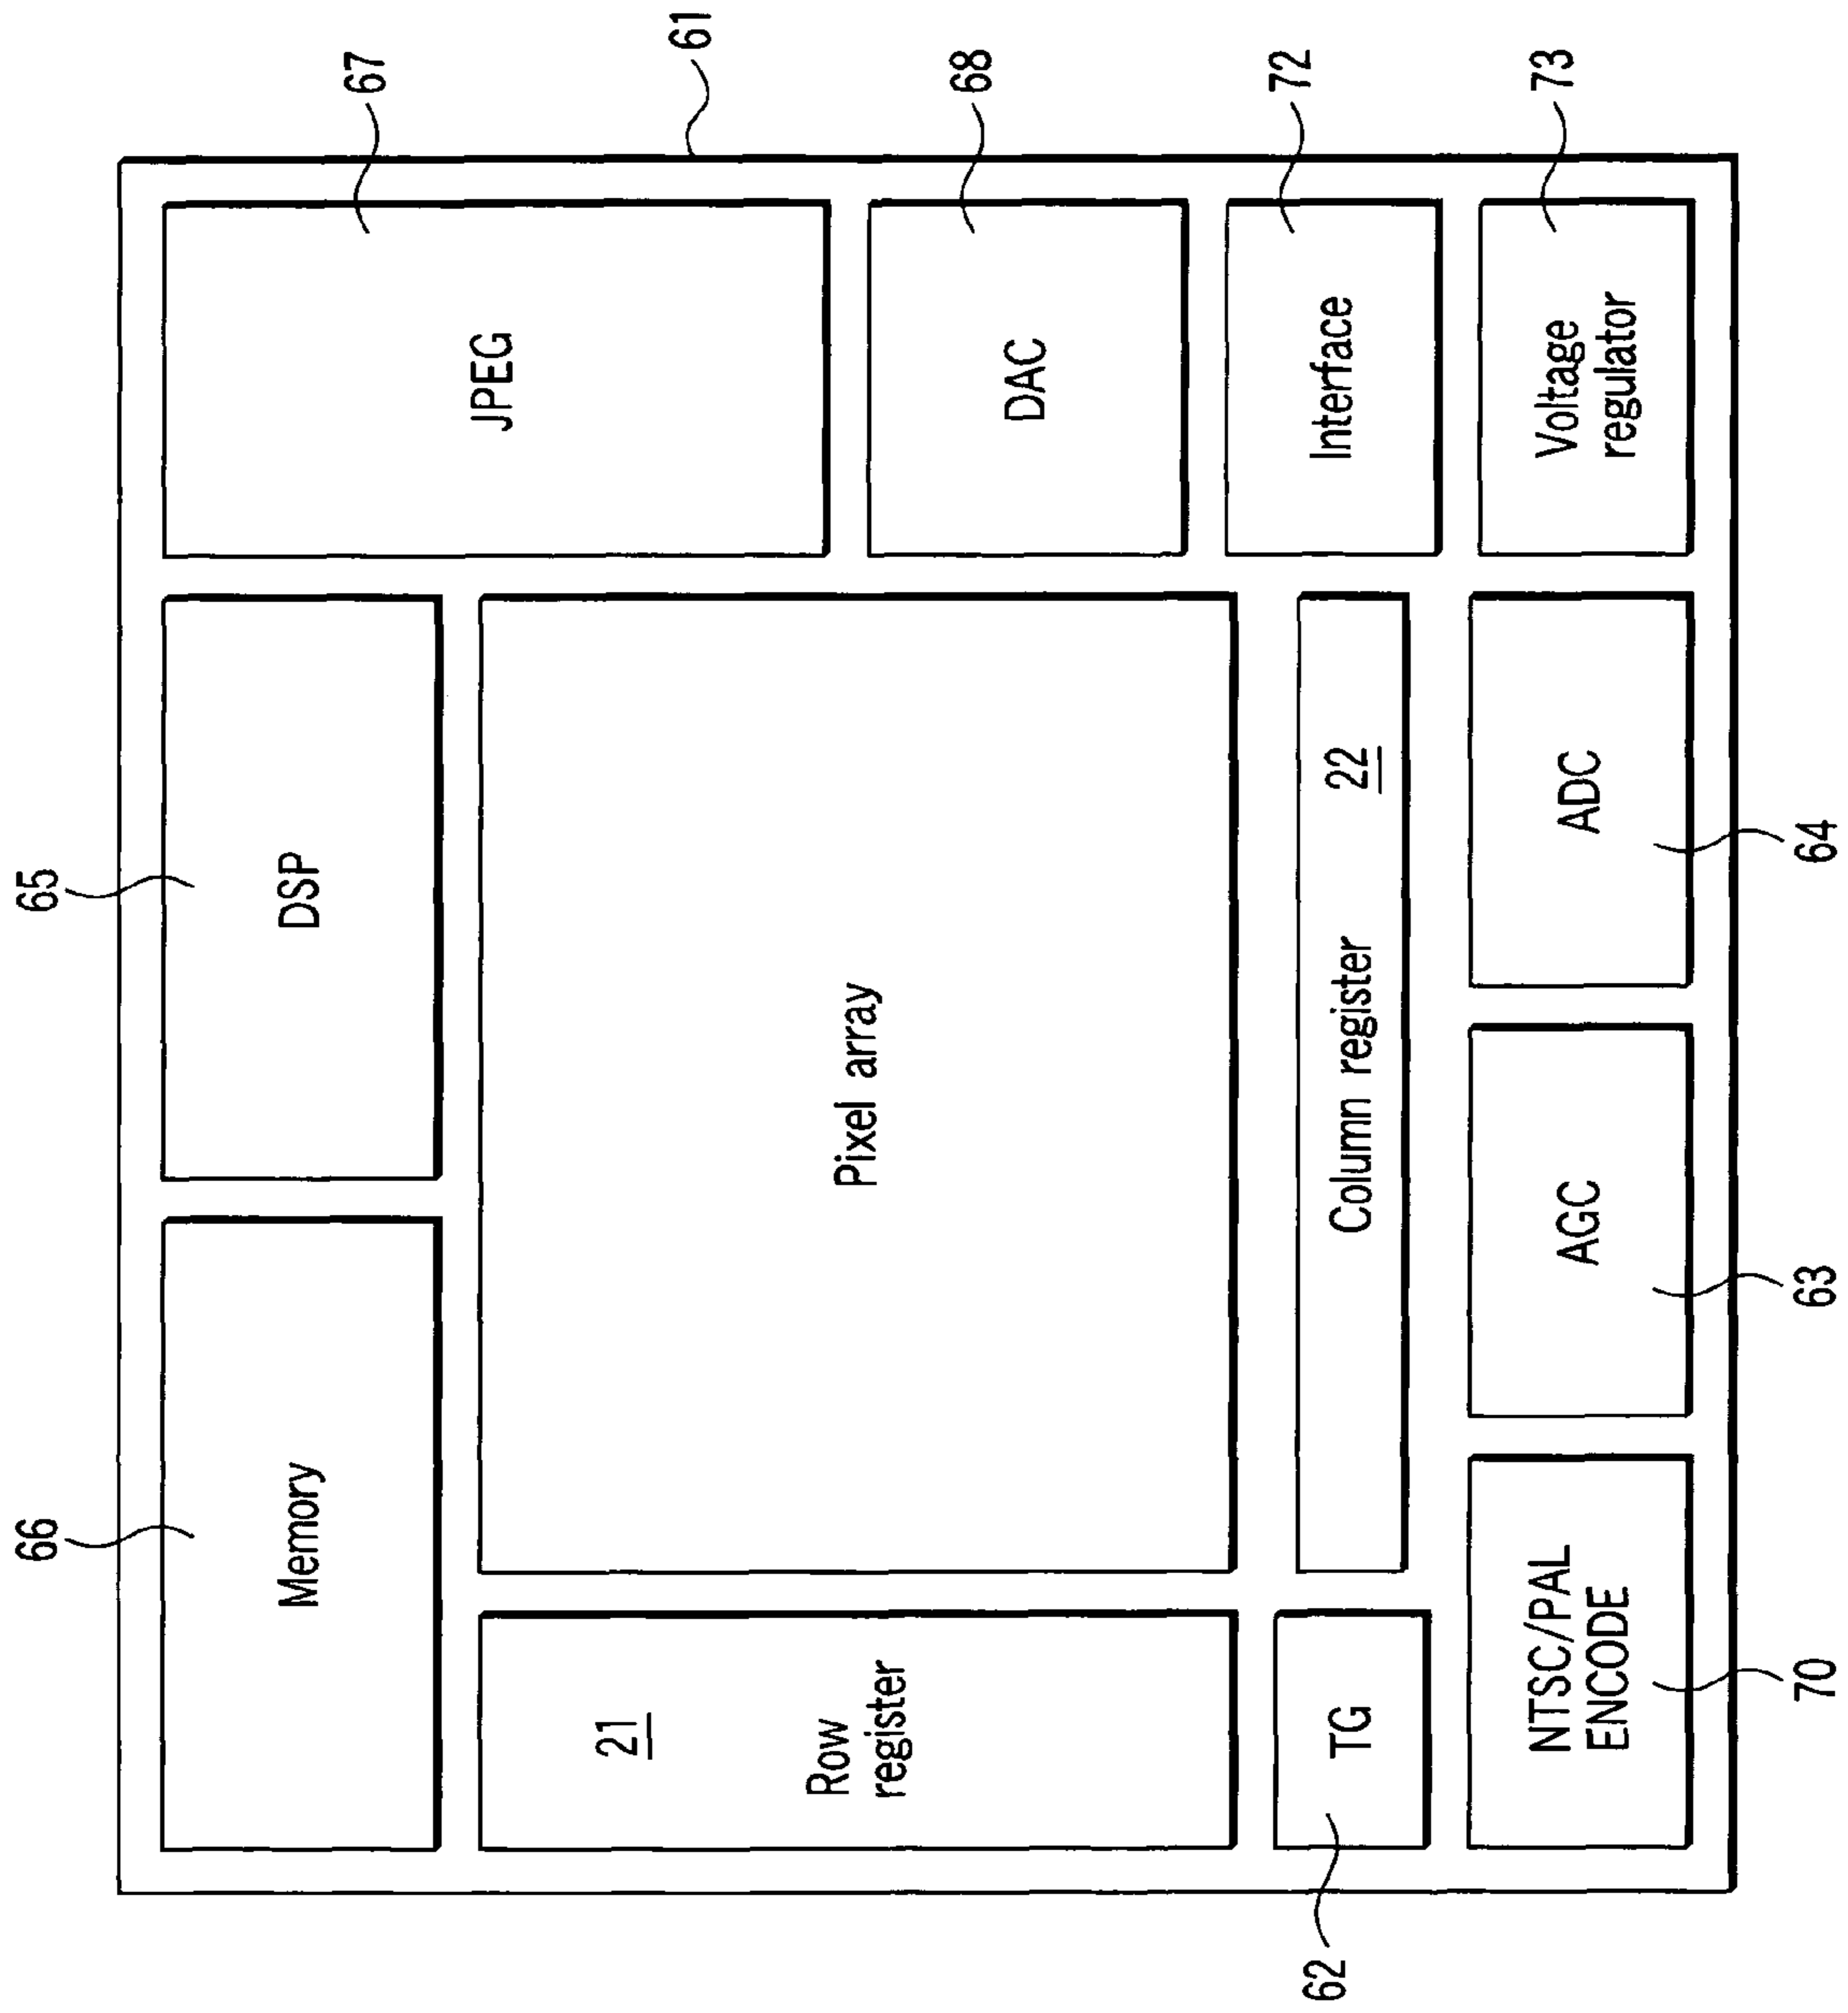 66
65
Memory
DSP
67
JPEG
61
21
Row
register
Pixel array
68
DAC
62
TG
Column register 22
72
Interface
NTSC/PAL
ENCODE
AGC
ADC
Voltage
regulator
73
70
63
64